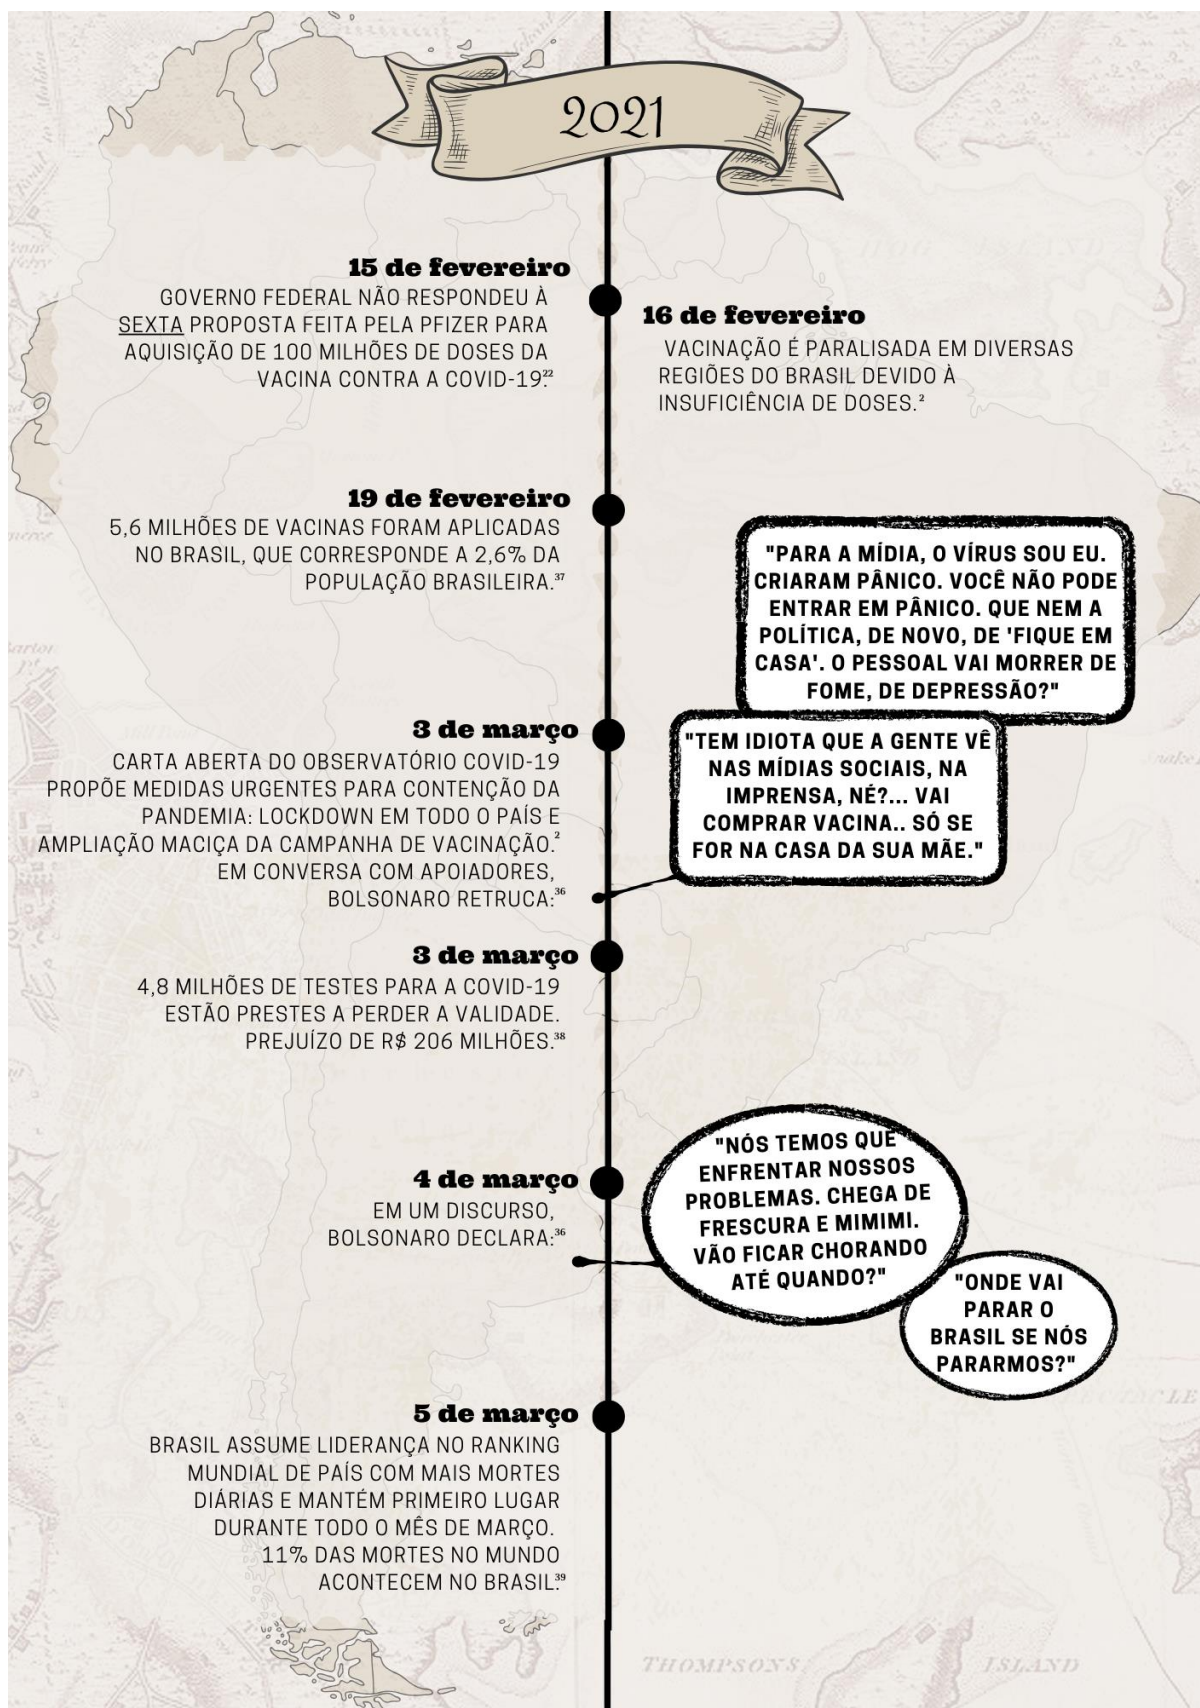 2021
15 de fevereiro
GOVERNO FEDERAL NÃO RESPONDEU À
SEXTA PROPOSTA FEITA PELA PFIZER PARA
AQUISIÇÃO DE 100 MILHÕES DE DOSES DA
VACINA CONTRA A COVID-19.²²
16 de fevereiro
VACINAÇÃO É PARALISADA EM DIVERSAS
REGIÕES DO BRASIL DEVIDO À
INSUFICIÊNCIA DE DOSES.²
19 de fevereiro
5,6 MILHÕES DE VACINAS FORAM APLICADAS
NO BRASIL, QUE CORRESPONDE A 2,6% DA
POPULAÇÃO BRASILEIRA.³⁷
"PARA A MÍDIA, O VÍRUS SOU EU.
CRIARAM PÂNICO. VOCÊ NÃO PODE
ENTRAR EM PÂNICO. QUE NEM A
POLÍTICA, DE NOVO, DE 'FIQUE EM
CASA'. O PESSOAL VAI MORRER DE
FOME, DE DEPRESSÃO?"
3 de março
CARTA ABERTA DO OBSERVATÓRIO COVID-19
PROPÕE MEDIDAS URGENTES PARA CONTENÇÃO DA
PANDEMIA: LOCKDOWN EM TODO O PAÍS E
AMPLIAÇÃO MACIÇA DA CAMPANHA DE VACINAÇÃO.²
EM CONVERSA COM APOIADORES,
BOLSONARO RETRUCA:³⁶
"TEM IDIOTA QUE A GENTE VÊ
NAS MÍDIAS SOCIAIS, NA
IMPRENSA, NÉ?... VAI
COMPRAR VACINA.. SÓ SE
FOR NA CASA DA SUA MÃE."
3 de março
4,8 MILHÕES DE TESTES PARA A COVID-19
ESTÃO PRESTES A PERDER A VALIDADE.
PREJUÍZO DE R$ 206 MILHÕES.³⁸
4 de março
EM UM DISCURSO,
BOLSONARO DECLARA:³⁶
"NÓS TEMOS QUE
ENFRENTAR NOSSOS
PROBLEMAS. CHEGA DE
FRESCURA E MIMIMI.
VÃO FICAR CHORANDO
ATÉ QUANDO?"
"ONDE VAI
PARAR O
BRASIL SE NÓS
PARARMOS?"
5 de março
BRASIL ASSUME LIDERANÇA NO RANKING
MUNDIAL DE PAÍS COM MAIS MORTES
DIÁRIAS E MANTÉM PRIMEIRO LUGAR
DURANTE TODO O MÊS DE MARÇO.
11% DAS MORTES NO MUNDO
ACONTECEM NO BRASIL.³⁹
THOMPSONS ISLAND